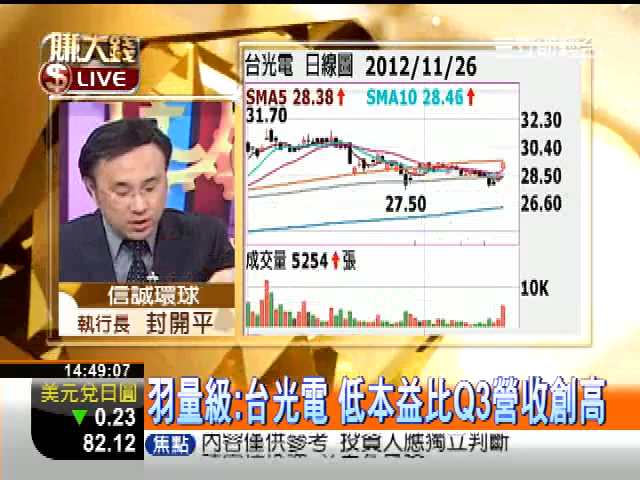 賺大錢
$ LIVE
台光電 日線圖 2012/11/26
SMA5 28.38↑ SMA10 28.46↑
31.70
32.30
30.40
28.50
26.60
27.50
成交量 5254↑張
10K
信誠環球
執行長 封開平
14:49:07
美元兌日圓
▼0.23
82.12
羽量級:台光電 低本益比Q3營收創高
焦點 內容僅供參考 投資人應獨立判斷